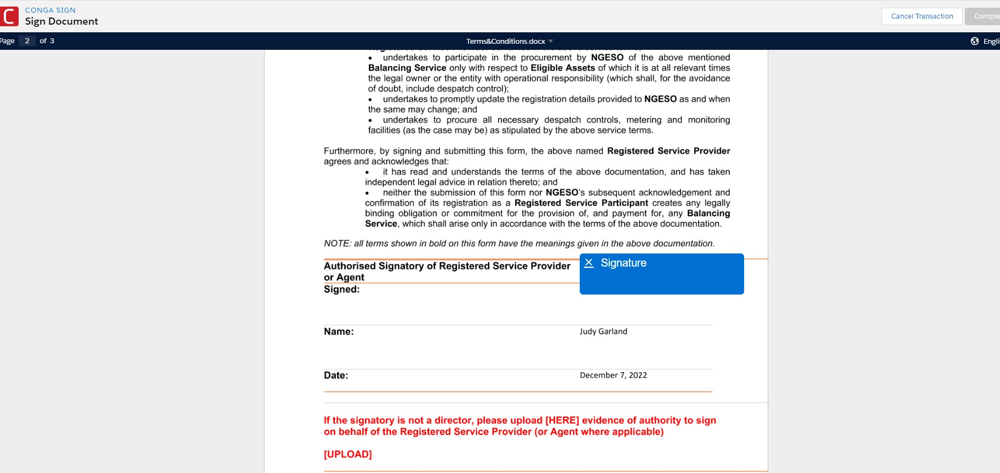 CONGA SIGN
Sign Document
Cancel Transaction
Page 2 of 3
Terms&Conditions.docx
• undertakes to participate in the procurement by NGESO of the above mentioned
Balancing Service only with respect to Eligible Assets of which it is at all relevant times
the legal owner or the entity with operational responsibility (which shall, for the avoidance
of doubt, include despatch control);
• undertakes to promptly update the registration details provided to NGESO as and when
the same may change; and
• undertakes to procure all necessary despatch controls, metering and monitoring
facilities (as the case may be) as stipulated by the above service terms.
Furthermore, by signing and submitting this form, the above named Registered Service Provider
agrees and acknowledges that:
• it has read and understands the terms of the above documentation, and has taken
independent legal advice in relation thereto; and
• neither the submission of this form nor NGESO's subsequent acknowledgement and
confirmation of its registration as a Registered Service Participant creates any legally
binding obligation or commitment for the provision of, and payment for, any Balancing
Service, which shall arise only in accordance with the terms of the above documentation.
NOTE: all terms shown in bold on this form have the meanings given in the above documentation.
Authorised Signatory of Registered Service Provider
or Agent
Signature
Signed:
Name: Judy Garland
Date: December 7, 2022
If the signatory is not a director, please upload [HERE] evidence of authority to sign
on behalf of the Registered Service Provider (or Agent where applicable)
[UPLOAD]